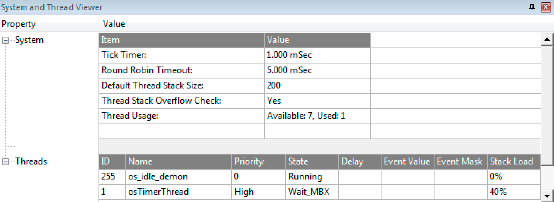 System and Thread Viewer
Property Value
System Item Value
Tick Timer: 1.000 mSec
Round Robin Timeout: 5.000 mSec
Default Thread Stack Size: 200
Thread Stack Overflow Check: Yes
Thread Usage: Available: 7, Used: 1
Threads ID Name Priority State Delay Event Value Event Mask Stack Load
255 os_idle_demon 0 Running 0%
1 osTimerThread High Wait_MBX 40%